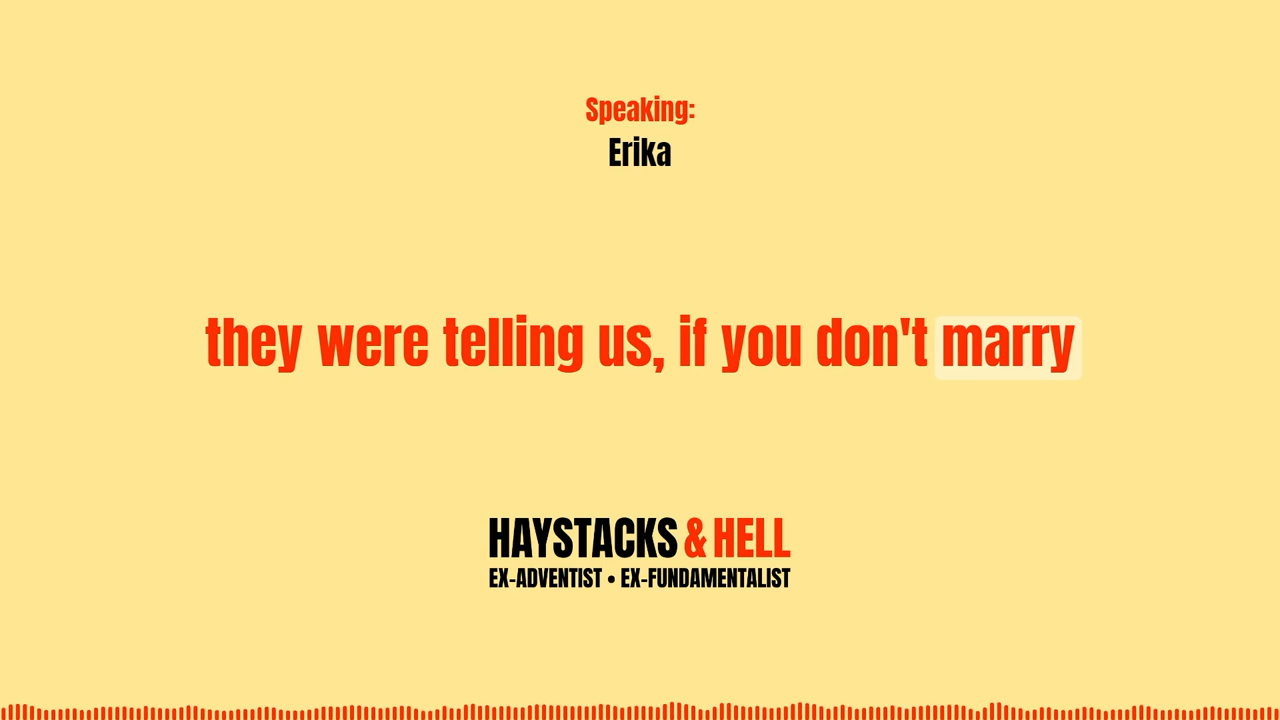 Speaking:
Erika
they were telling us, if you don't marry
HAYSTACKS & HELL
EX-ADVENTIST • EX-FUNDAMENTALIST